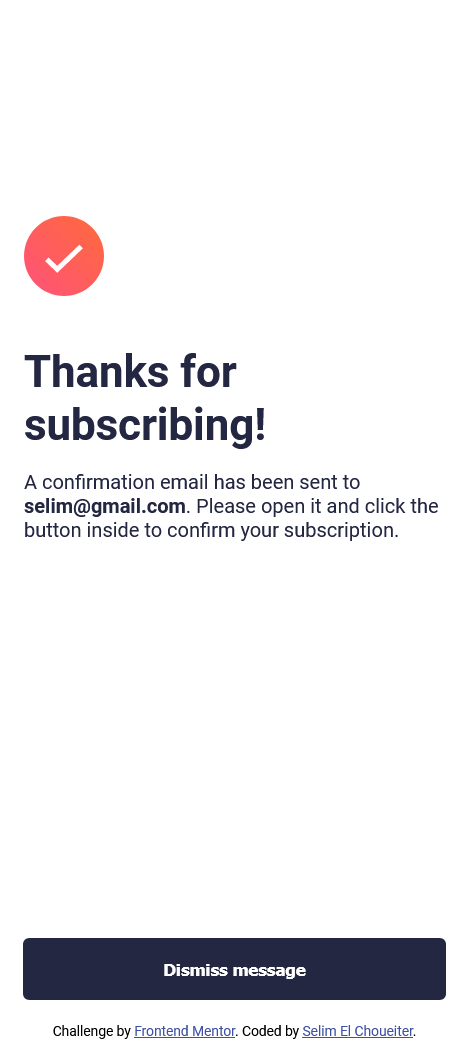 Thanks for
subscribing!
A confirmation email has been sent to
selim@gmail.com. Please open it and click the
button inside to confirm your subscription.
Dismiss message
Challenge by Frontend Mentor. Coded by Selim El Choueiter.